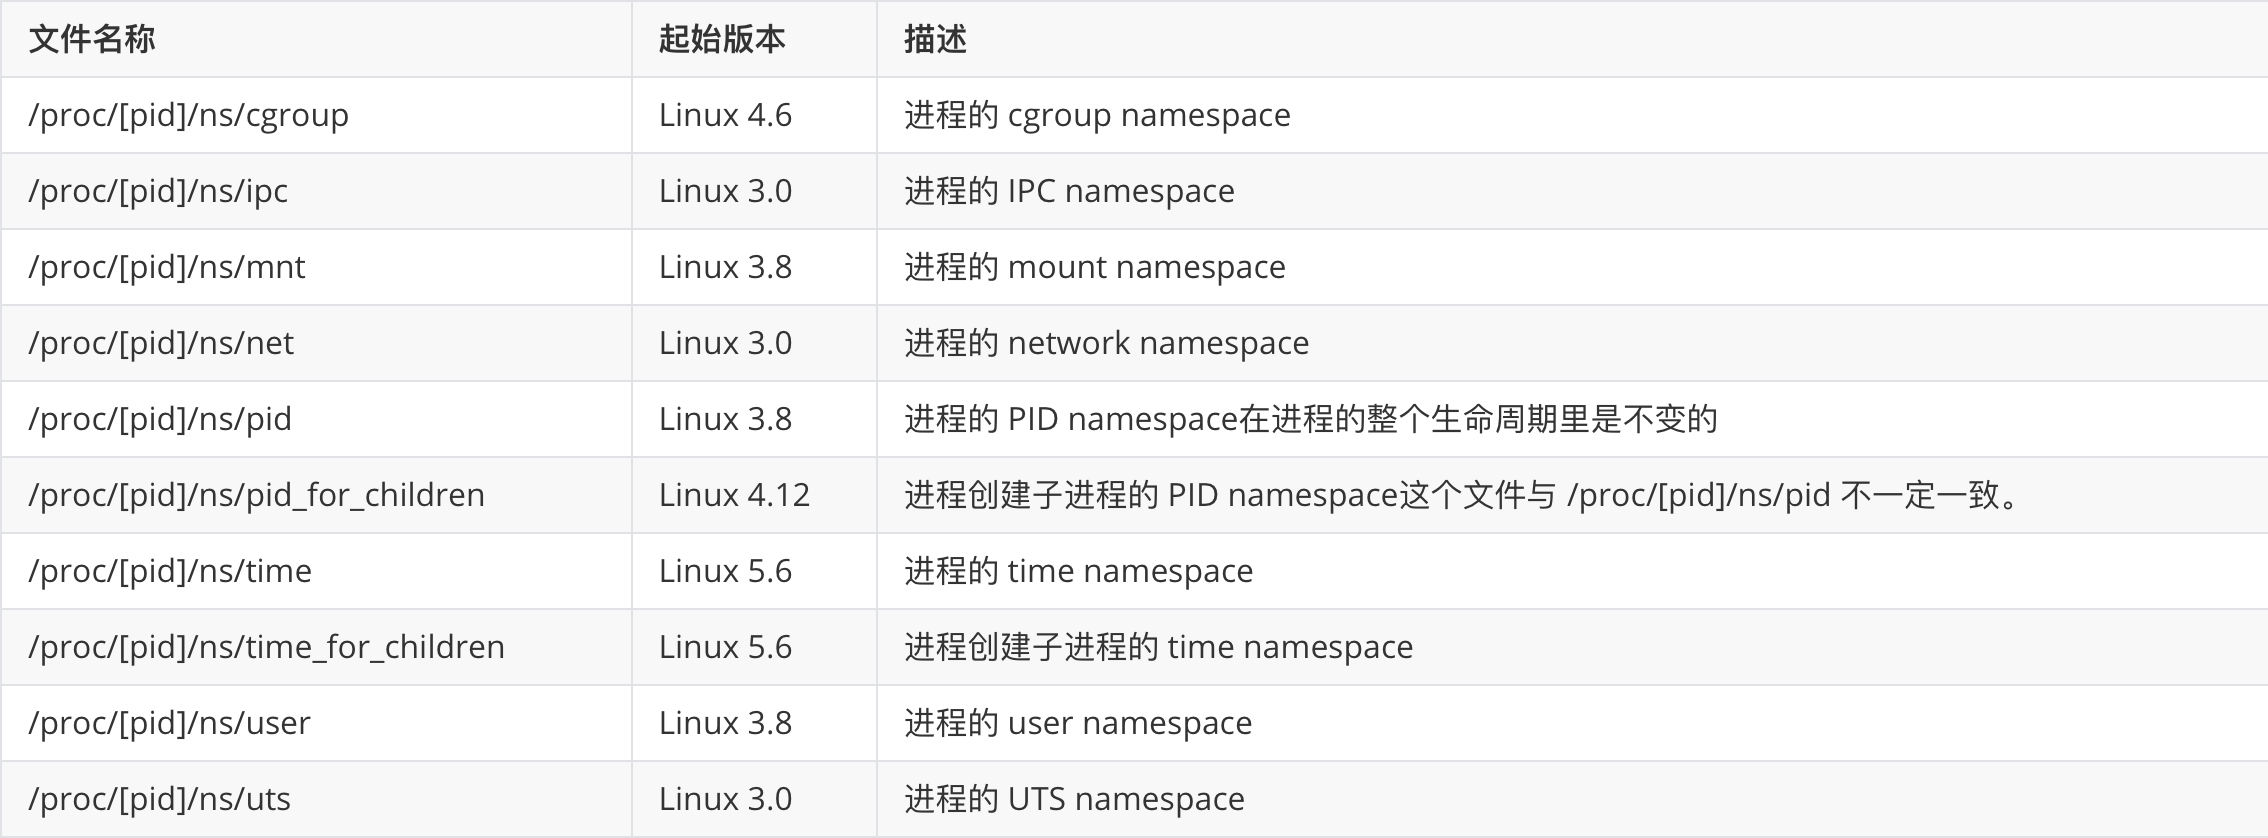 文件名称 起始版本 描述
/proc/[pid]/ns/cgroup Linux 4.6 进程的 cgroup namespace
/proc/[pid]/ns/ipc Linux 3.0 进程的 IPC namespace
/proc/[pid]/ns/mnt Linux 3.8 进程的 mount namespace
/proc/[pid]/ns/net Linux 3.0 进程的 network namespace
/proc/[pid]/ns/pid Linux 3.8 进程的 PID namespace在进程的整个生命周期里是不变的
/proc/[pid]/ns/pid_for_children Linux 4.12 进程创建子进程的 PID namespace这个文件与 /proc/[pid]/ns/pid 不一定一致。
/proc/[pid]/ns/time Linux 5.6 进程的 time namespace
/proc/[pid]/ns/time_for_children Linux 5.6 进程创建子进程的 time namespace
/proc/[pid]/ns/user Linux 3.8 进程的 user namespace
/proc/[pid]/ns/uts Linux 3.0 进程的 UTS namespace